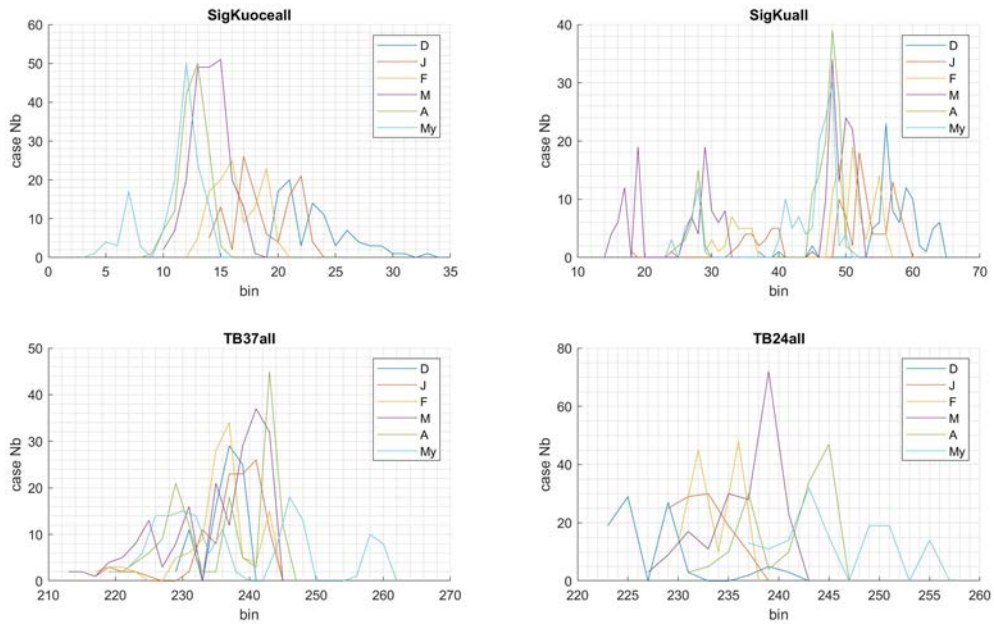 SigKuoceall
60
50
40
30
20
10
0
case Nb
0 5 10 15 20 25 30 35
bin
D
J
F
M
A
My
SigKuall
40
30
20
10
0
case Nb
10 20 30 40 50 60 70
bin
D
J
F
M
A
My
TB37all
50
40
30
20
10
0
case Nb
210 220 230 240 250 260 270
bin
D
J
F
M
A
My
TB24all
80
60
40
20
0
case Nb
220 225 230 235 240 245 250 255 260
bin
D
J
F
M
A
My